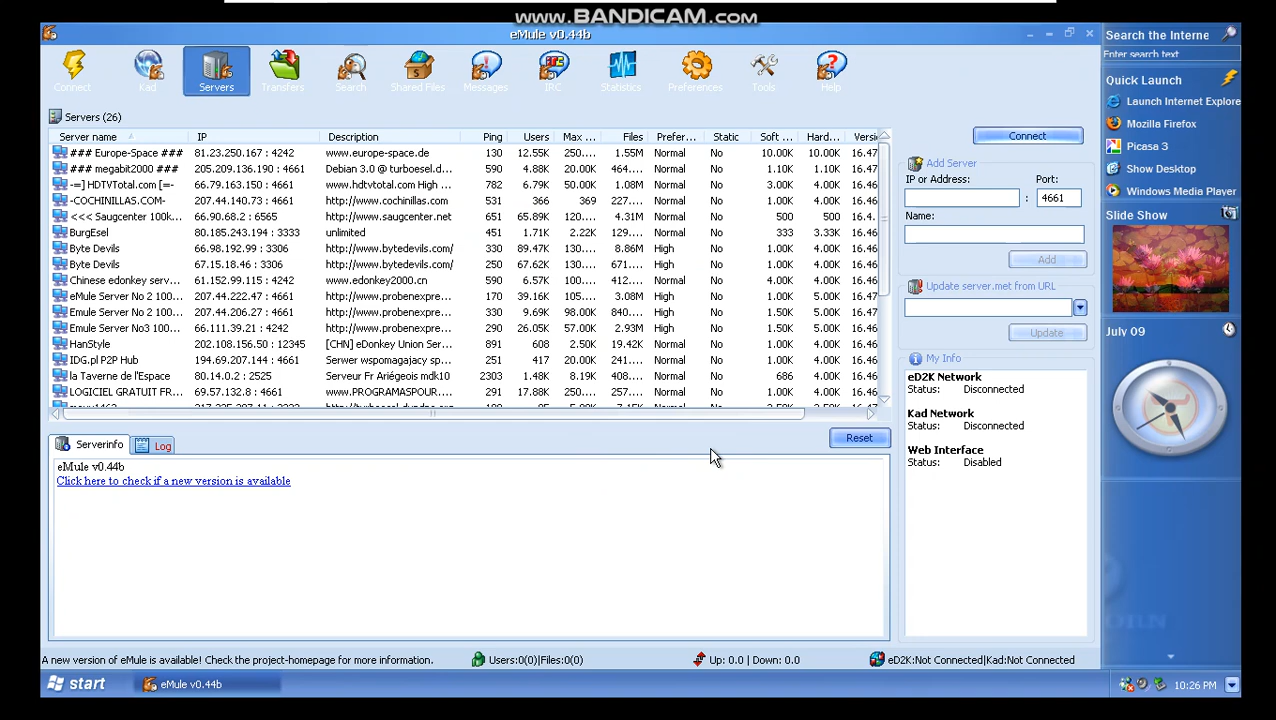 www.BANDICAM.com
eMule v0.44b
Connect Kad Servers Transfers Search Shared Files Messages IRC Statistics Preferences Tools Help
Servers (26)
Server name IP Description Ping Users Max ... Files Prefer... Static Soft ... Hard... Versi
### Europe-Space ### 81.23.250.167 : 4242 www.europe-space.de 130 12.55K 250.... 1.55M Normal No 10.00K 10.00K 16.47
### megabit2000 ### 205.209.136.190 : 4661 Debian 3.0 @ turboesel.d... 590 4.88K 20.00K 241.... Normal No 1.10K 1.10K 16.47
-=] HDTVTotal.com [=- 66.79.163.150 : 4661 www.hdtvtotal.com High ... 782 6.79K 50.00K 1.08M Normal No 3.00K 4.00K 16.47
-COCHINILLAS.COM- 207.44.140.73 : 4661 www.cochinillas.com 531 366 369 227.... Normal No 1.00K 4.00K 16.47
<<< Saugcenter 100k... 66.90.68.2 : 6565 www.saugcenter.net 651 65.89K 120.... 4.31M Normal No 500 500 16.4.
BurgEsel 80.185.243.194 : 3333 unlimited 451 1.71K 2.22K 129.... Normal No 333 3.33K 16.47
Byte Devils 66.98.192.99 : 3306 http://www.bytedevils.com/ 330 89.47K 130.... 8.86M High No 1.00K 4.00K 16.47
Byte Devils 67.15.18.46 : 3306 http://www.bytedevils.com/ 250 67.62K 130.... 671.... High No 1.00K 4.00K 16.47
Chinese edonkey serv... 61.152.99.115 : 4242 www.edonkey2000.cn 170 6.57K 100.... 627.... Normal No 1.00K 4.00K 16.47
eMule Server No 2 100... 207.44.222.47 : 4661 http://www.probenexpre... 170 39.16K 105.... 3.08M High No 1.00K 5.00K 16.47
Emule Server No 2 100... 207.44.206.27 : 4661 http://www.probenexpre... 330 9.69K 98.00K 840.... High No 1.50K 5.00K 16.47
Emule Server No3 100... 66.111.39.21 : 4242 http://www.probenexpre... 290 26.05K 57.00K 2.93M High No 1.00K 5.00K 16.47
HanStyle 202.108.156.50 : 12345 [CHN] eDonkey Union Ser... 891 608 2.50K 19.42K Normal No 1.00K 4.00K 16.47
IDG.pl P2P Hub 194.69.207.144 : 4661 Serwer wspomagajacy sp... 251 417 20.00K 241.... Normal No 1.00K 4.00K 16.47
la Taverne de l'Espace 80.14.0.2 : 2525 Serveur Fr Ariégeois mdk10 2303 1.48K 8.19K Normal No 686 4.00K 16.47
LOGICIEL GRATUIT FR... 69.57.132.8 : 4661 www.PROGRAMASPOUR.... 291 17.88K 250.... Normal No 1.00K 4.00K 16.47
Serverinfo Log
Reset
eMule v0.44b
Click here to check if a new version is available
Connect
Add Server
IP or Address: Port:
: 4661
Name:
Add
Update server.met from URL
Update
My Info
eD2K Network
Status: Disconnected
Kad Network
Status: Disconnected
Web Interface
Status: Disabled
A new version of eMule is available! Check the project-homepage for more information. Users:0(0)|Files:0(0) Up: 0.0 | Down: 0.0 eD2K:Not Connected|Kad:Not Connected
Search the Interne
Enter search text
Quick Launch
Launch Internet Explore
Mozilla Firefox
Picasa 3
Show Desktop
Windows Media Player
Slide Show
July 09
start eMule v0.44b 10:26 PM